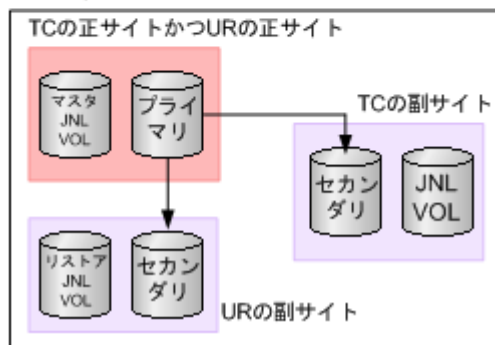 TCの正サイトかつURの正サイト
マスタ
JNL
VOL
プライ
マリ
TCの副サイト
セカン
ダリ
JNL
VOL
リストア
JNL
VOL
セカン
ダリ
URの副サイト